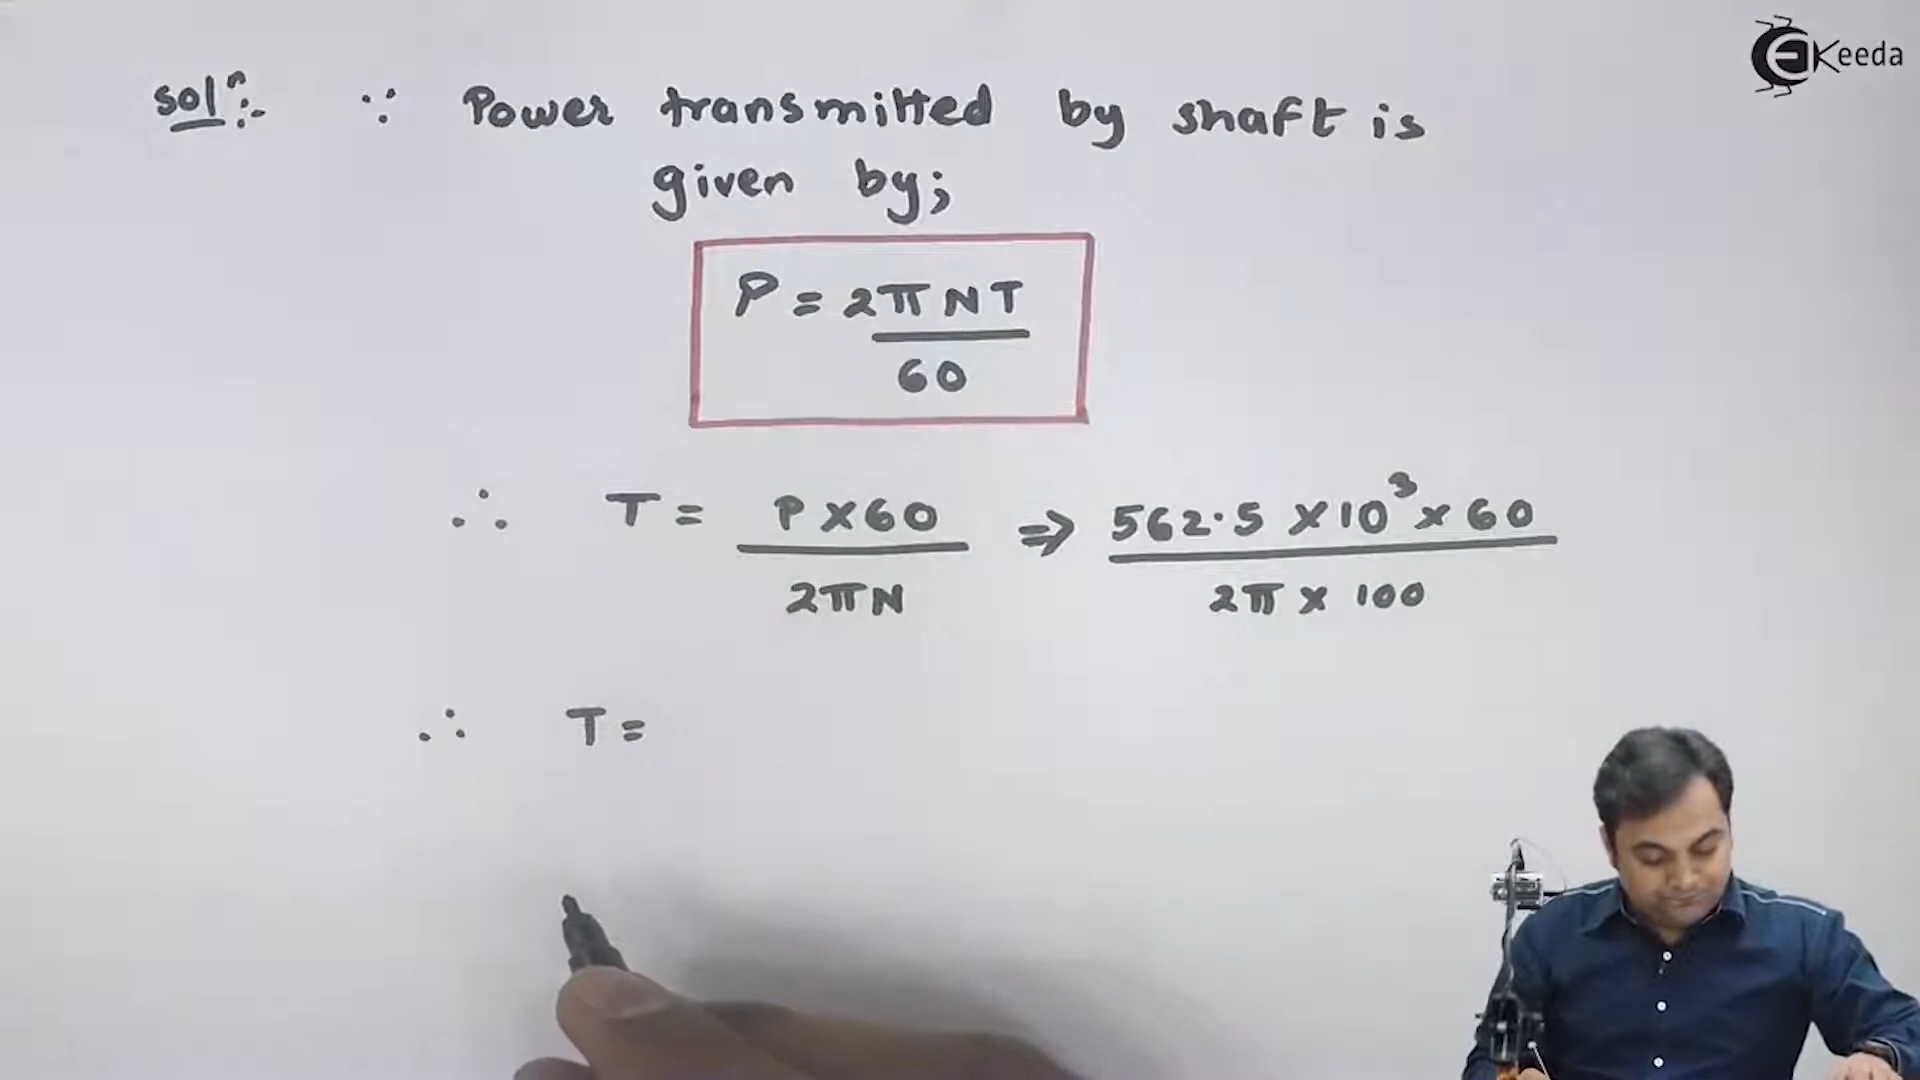 EKeeda
Solⁿ:-  ∵ Power transmitted by shaft is
given by;
P = 2πNT
60
∴ T = P×60 ⇒ 562.5 ×10³× 60
2πN  2π × 100
∴ T =